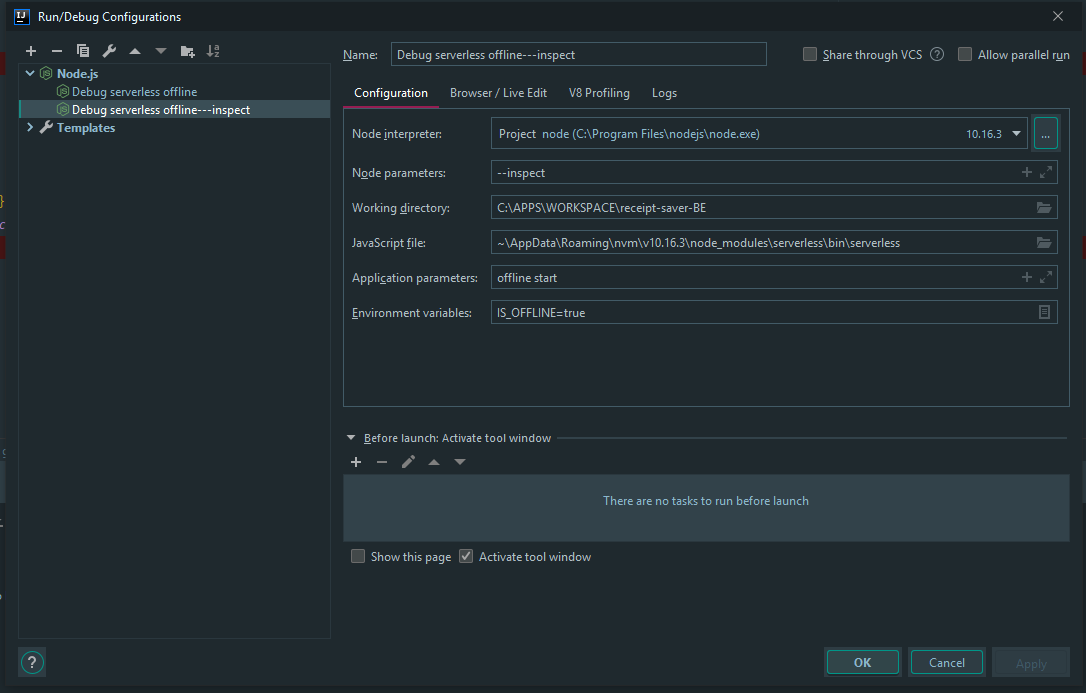 Run/Debug Configurations
Name: Debug serverless offline---inspect Share through VCS ? Allow parallel run
Node.js
Debug serverless offline
Debug serverless offline---inspect
Templates
Configuration Browser / Live Edit V8 Profiling Logs
Node interpreter: Project node (C:\Program Files\nodejs\node.exe) 10.16.3 ...
Node parameters: --inspect
Working directory: C:\APPS\WORKSPACE\receipt-saver-BE
JavaScript file: ~\AppData\Roaming\nvm\v10.16.3\node_modules\serverless\bin\serverless
Application parameters: offline start
Environment variables: IS_OFFLINE=true
Before launch: Activate tool window
There are no tasks to run before launch
Show this page Activate tool window
? OK Cancel Apply